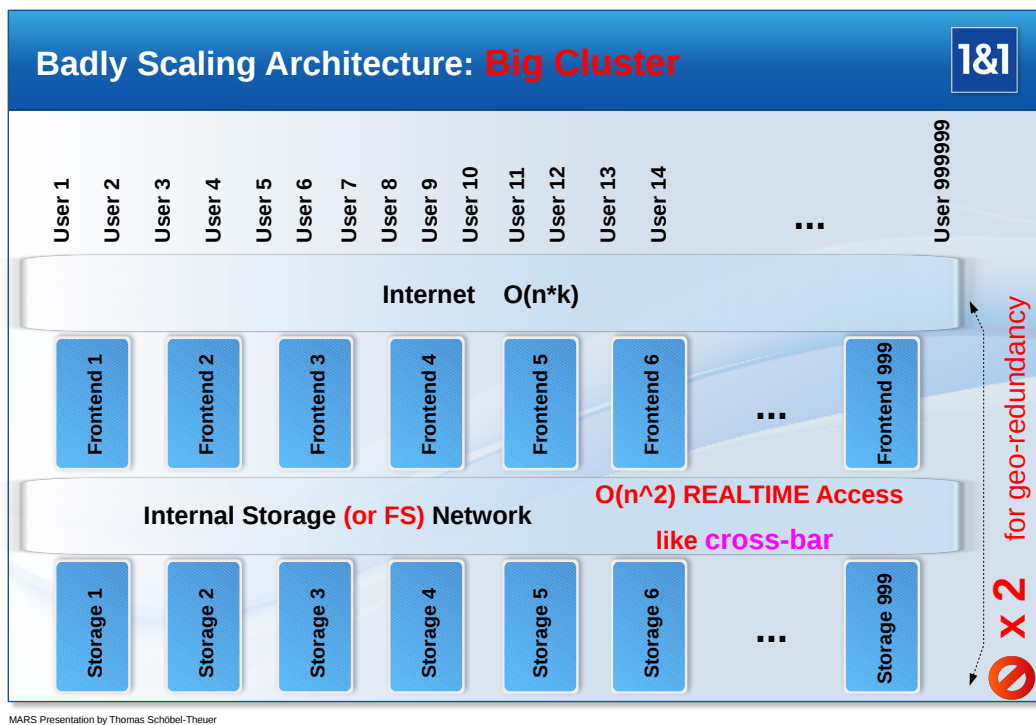 Badly Scaling Architecture: Big Cluster
1&1
User 1
User 2
User 3
User 4
User 5
User 6
User 7
User 8
User 9
User 10
User 11
User 12
User 13
User 14
...
User 999999
Internet O(n*k)
Frontend 1
Frontend 2
Frontend 3
Frontend 4
Frontend 5
Frontend 6
...
Frontend 999
Internal Storage (or FS) Network
O(n^2) REALTIME Access
like cross-bar
Storage 1
Storage 2
Storage 3
Storage 4
Storage 5
Storage 6
...
Storage 999
x 2 for geo-redundancy
MARS Presentation by Thomas Schöbel-Theuer